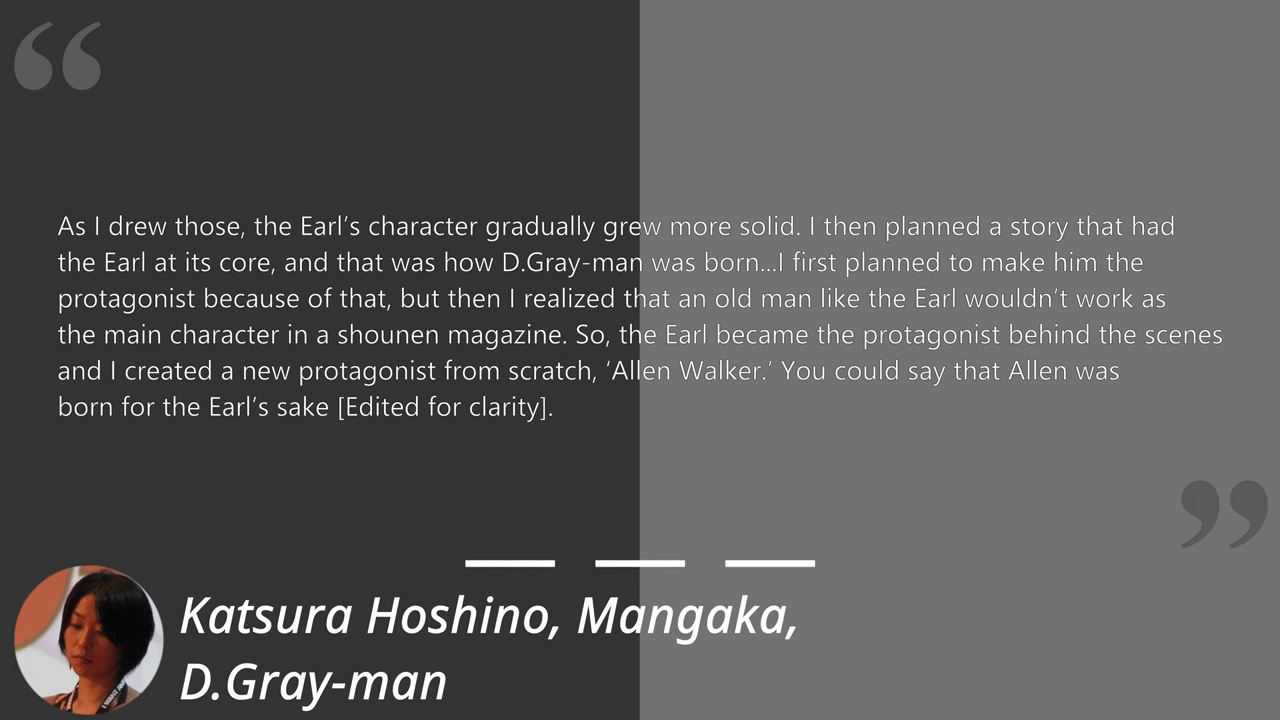 “
As I drew those, the Earl’s character gradually grew more solid. I then planned a story that had
the Earl at its core, and that was how D.Gray-man was born...I first planned to make him the
protagonist because of that, but then I realized that an old man like the Earl wouldn’t work as
the main character in a shounen magazine. So, the Earl became the protagonist behind the scenes
and I created a new protagonist from scratch, ‘Allen Walker.’ You could say that Allen was
born for the Earl’s sake [Edited for clarity].
”
Katsura Hoshino, Mangaka,
D.Gray-man